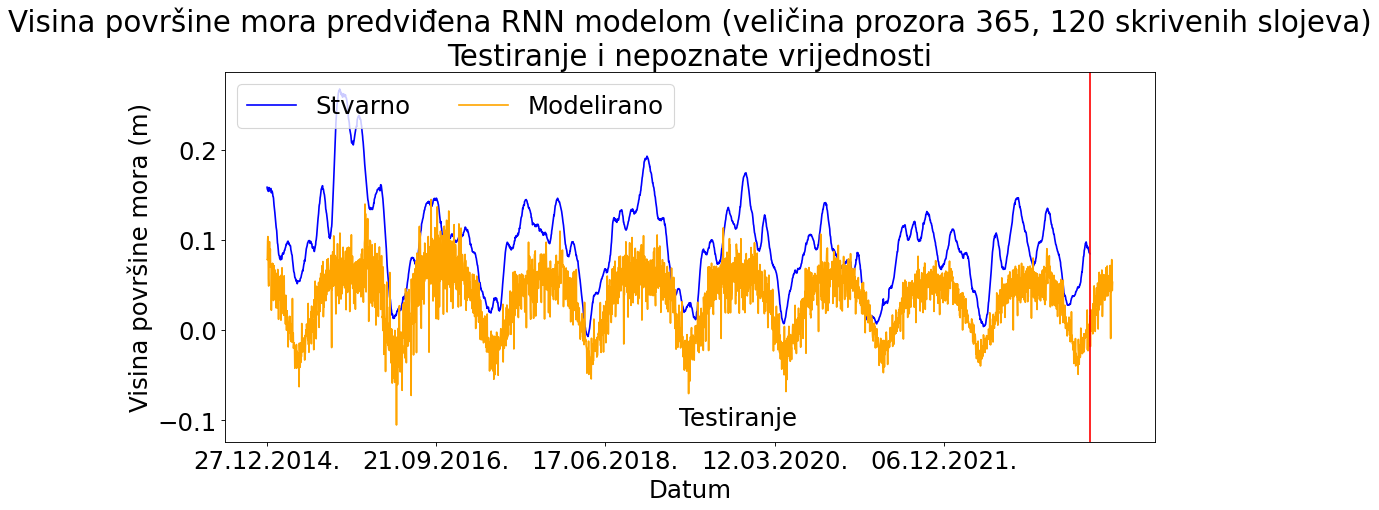 Visina površine mora predviđena RNN modelom (veličina prozora 365, 120 skrivenih slojeva)
Testiranje i nepoznate vrijednosti
Stvarno Modelirano
Visina površine mora (m)
0.2
0.1
0.0
−0.1
Testiranje
27.12.2014. 21.09.2016. 17.06.2018. 12.03.2020. 06.12.2021.
Datum